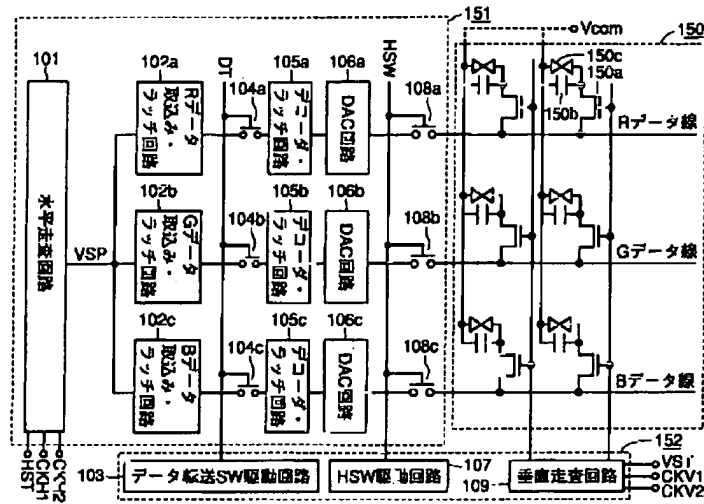 151
Vcom
150
101
102a
DT
105a
106a
HSW
104a
108a
150c
150a
150b
水平走査回路
Rデータ
取込み・
ラッチ回路
デコーダ・
ラッチ回路
DAC回路
Rデータ線
102b
105b
106b
104b
108b
VSP
Gデータ
取込み・
ラッチ回路
デコーダ・
ラッチ回路
DAC回路
Gデータ線
102c
105c
106c
104c
108c
Bデータ
取込み・
ラッチ回路
デコーダ・
ラッチ回路
DAC回路
Bデータ線
HST
CKH1
CKH2
152
103
データ転送SW駆動回路
HSW駆動回路
107
109
垂直走査回路
VST
CKV1
CKV2